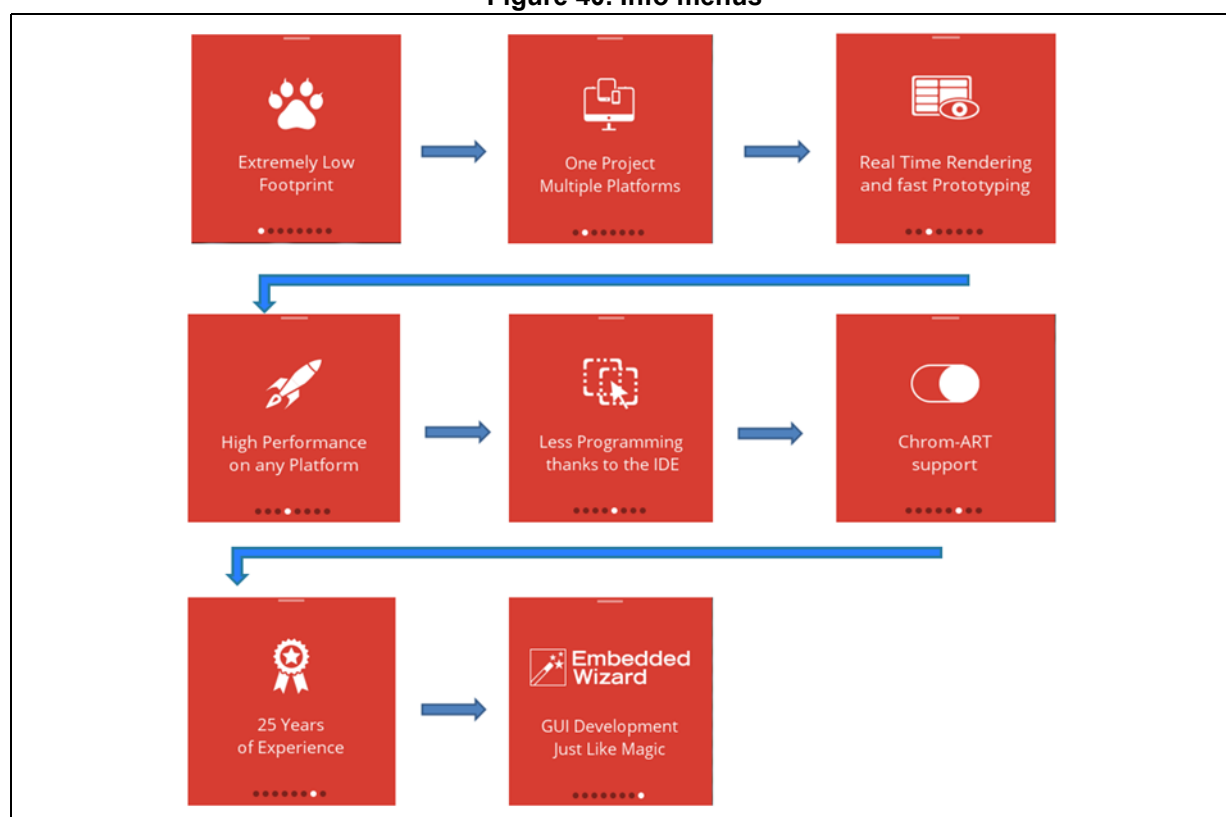 Figure 40. Info menus
Extremely Low
Footprint
One Project
Multiple Platforms
Real Time Rendering
and fast Prototyping
High Performance
on any Platform
Less Programming
thanks to the IDE
Chrom-ART
support
25 Years
of Experience
Embedded
Wizard
GUI Development
Just Like Magic